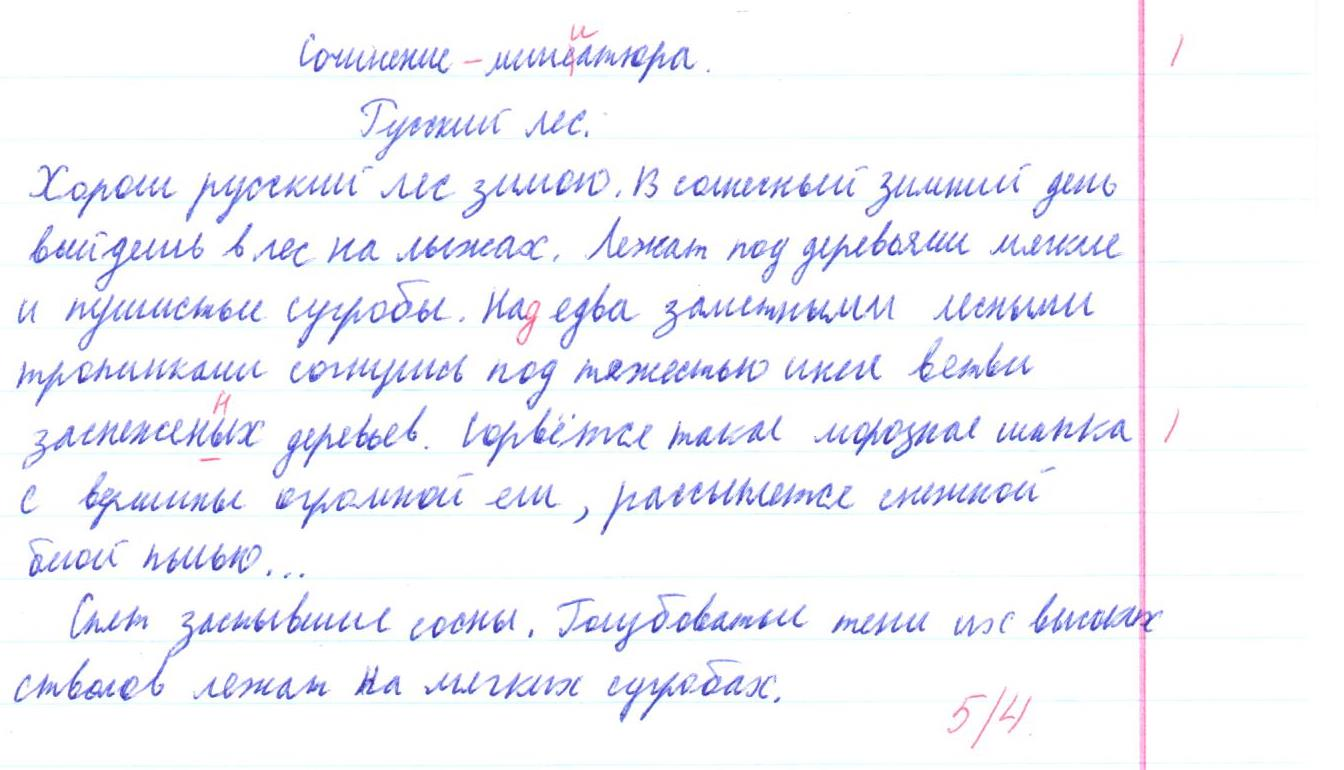 Сочинение – миниатюра. 1
Русский лес.
Хорош русский лес зимою. В солнечный зимний день
выйдешь в лес на лыжах. Лежат под деревьями мягкие
и пушистые сугробы. Над едва заметными лесными
тропинками согнулись под тяжестью инея ветви
заснеженых деревьев. Сорвётся такая морозная шапка 1
н
с вершины огромной ели, рассыплется снежной
белой пылью...
Спят застывшие сосны. Голубоватые тени их высоких
стволов лежат на мягких сугробах.
5/4